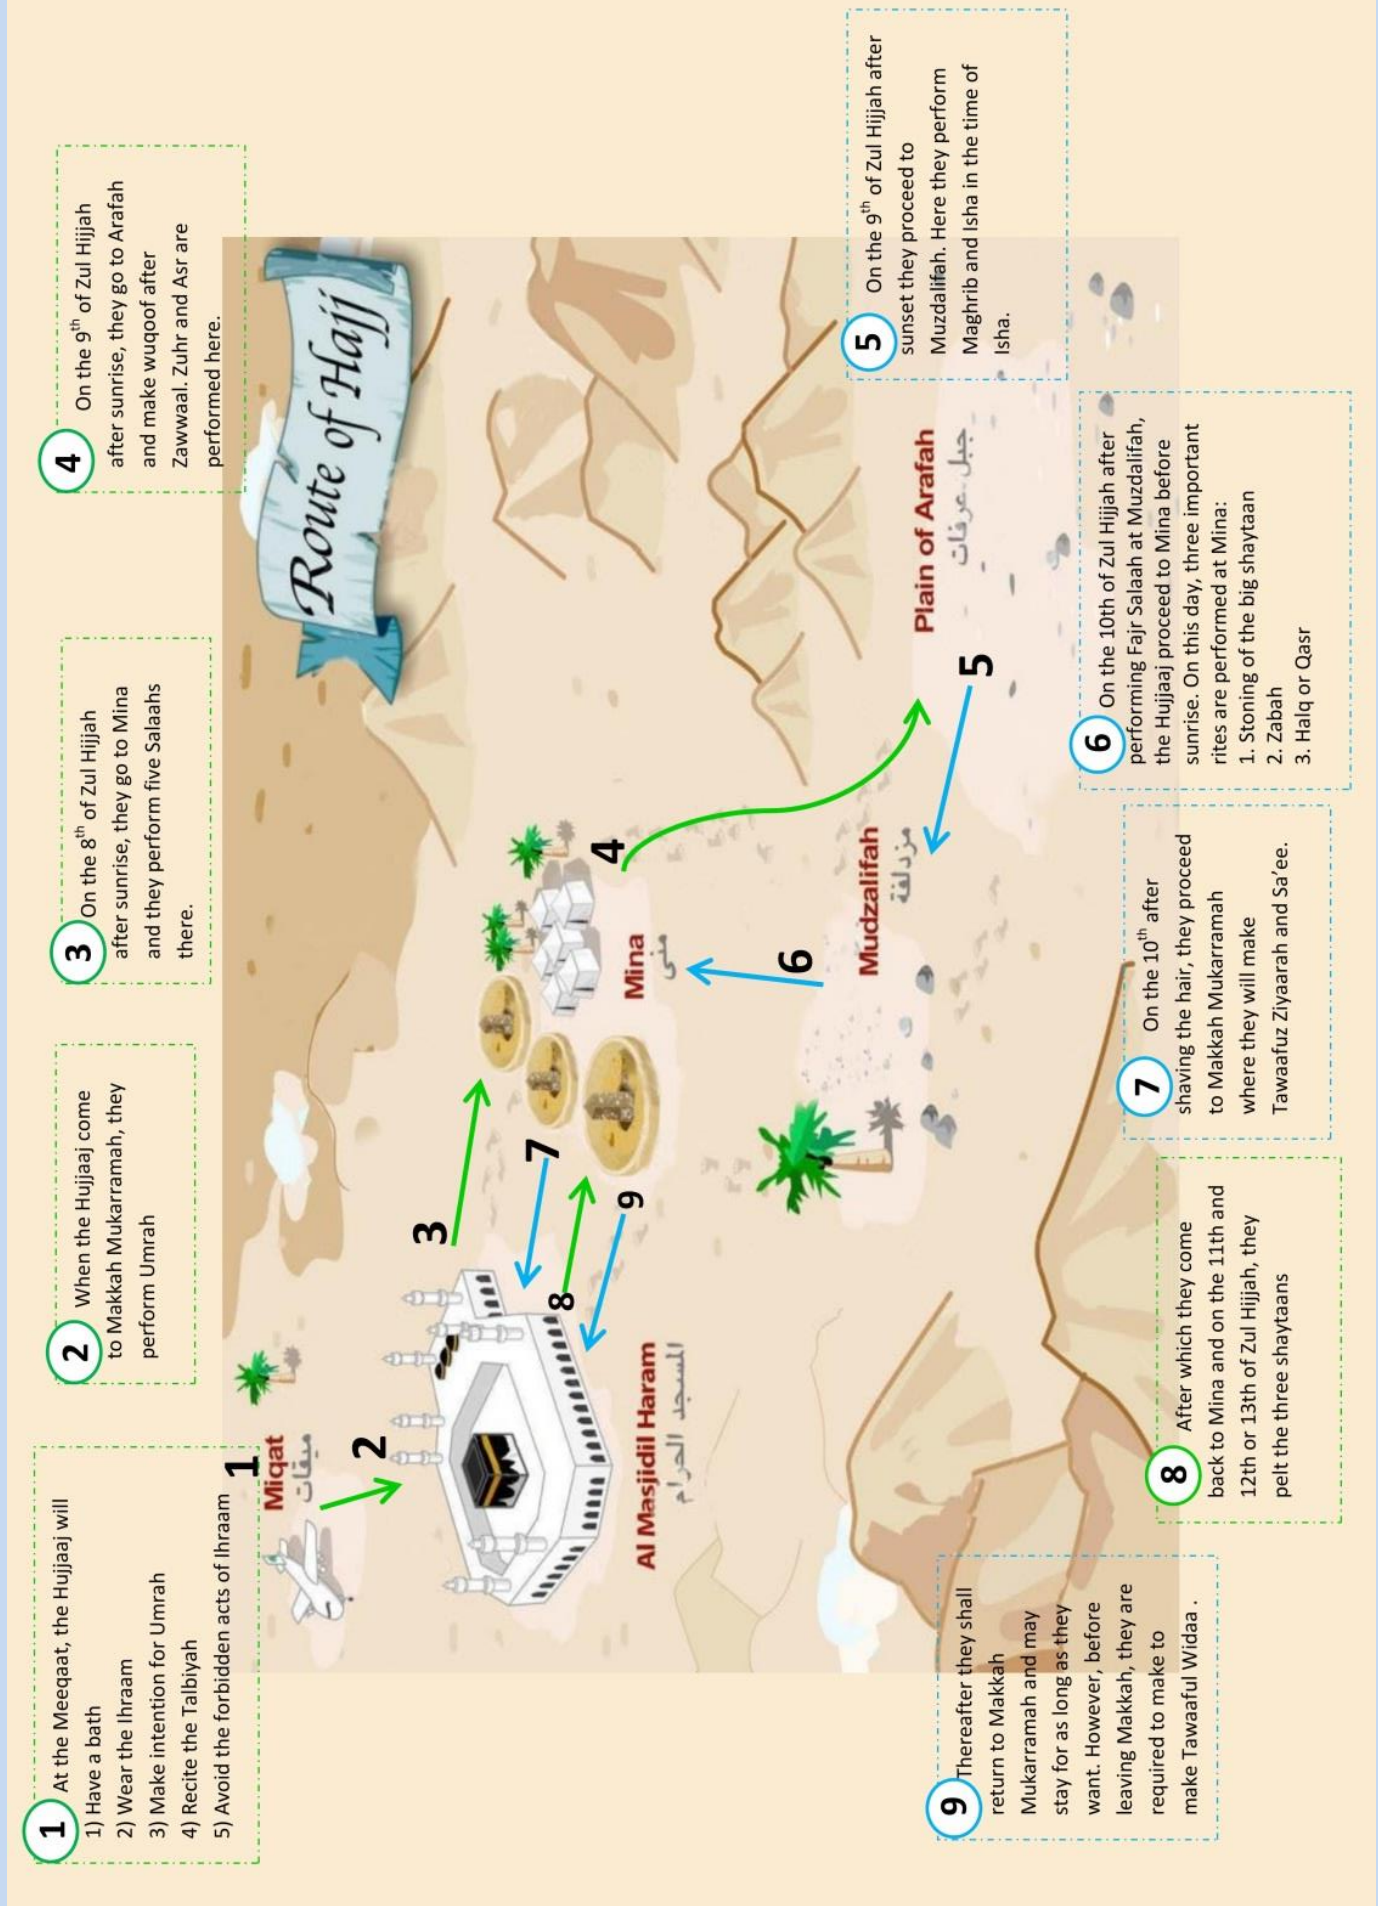 1 At the Meeqaat, the Hujjaaj will
1) Have a bath
2) Wear the Ihraam
3) Make intention for Umrah
4) Recite the Talbiyah
5) Avoid the forbidden acts of Ihraam
2 When the Hujjaaj come
to Makkah Mukarramah, they
perform Umrah
3 On the 8th of Zul Hijjah
after sunrise, they go to Mina
and they perform five Salaahs
there.
4 On the 9th of Zul Hijjah
after sunrise, they go to Arafah
and make wuqoof after
Zawwaal. Zuhr and Asr are
performed here.
Route of Hajj
1
Miqat
ميقات
2
3
7
8
9
Al Masjidil Haram
المسجد الحرام
Mina
منى
4
6
Mudzalifah
مزدلفة
5
Plain of Arafah
جبل عرفات
9 Thereafter they shall
return to Makkah
Mukarramah and may
stay for as long as they
want. However, before
leaving Makkah, they are
required to make to
make Tawaaful Widaa .
8 After which they come
back to Mina and on the 11th and
12th or 13th of Zul Hijjah, they
pelt the three shaytaans
7 On the 10th after
shaving the hair, they proceed
to Makkah Mukarramah
where they will make
Tawaafuz Ziyaarah and Sa’ee.
6 On the 10th of Zul Hijjah after
performing Fajr Salaah at Muzdalifah,
the Hujjaaj proceed to Mina before
sunrise. On this day, three important
rites are performed at Mina:
1. Stoning of the big shaytaan
2. Zabah
3. Halq or Qasr
5 On the 9th of Zul Hijjah after
sunset they proceed to
Muzdalifah. Here they perform
Maghrib and Isha in the time of
Isha.